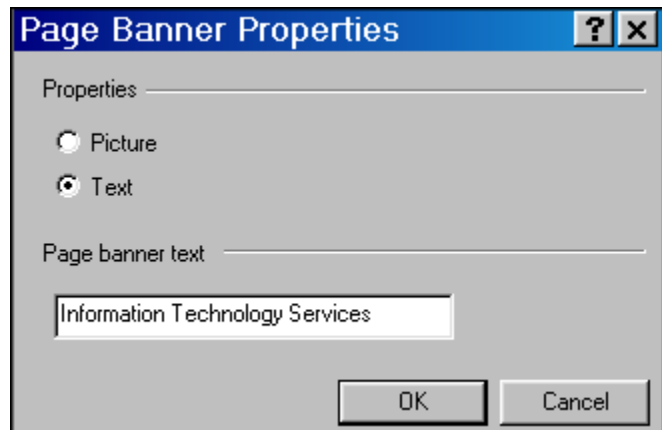 Page Banner Properties ? ×
Properties
Picture
Text
Page banner text
Information Technology Services
OK Cancel